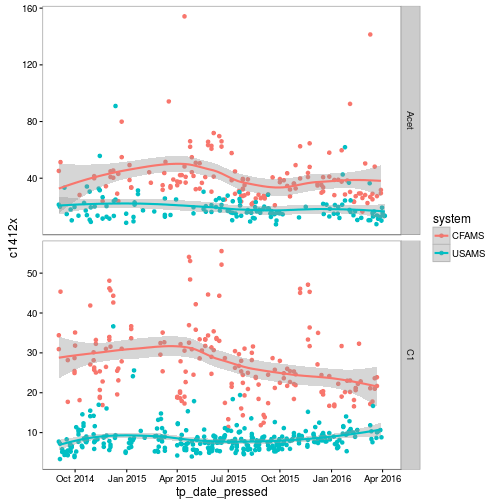 160
120
80
40
Acet
50
40
30
20
10
C1
c1412x
Oct 2014 Jan 2015 Apr 2015 Jul 2015 Oct 2015 Jan 2016 Apr 2016
tp_date_pressed
system
CFAMS
USAMS